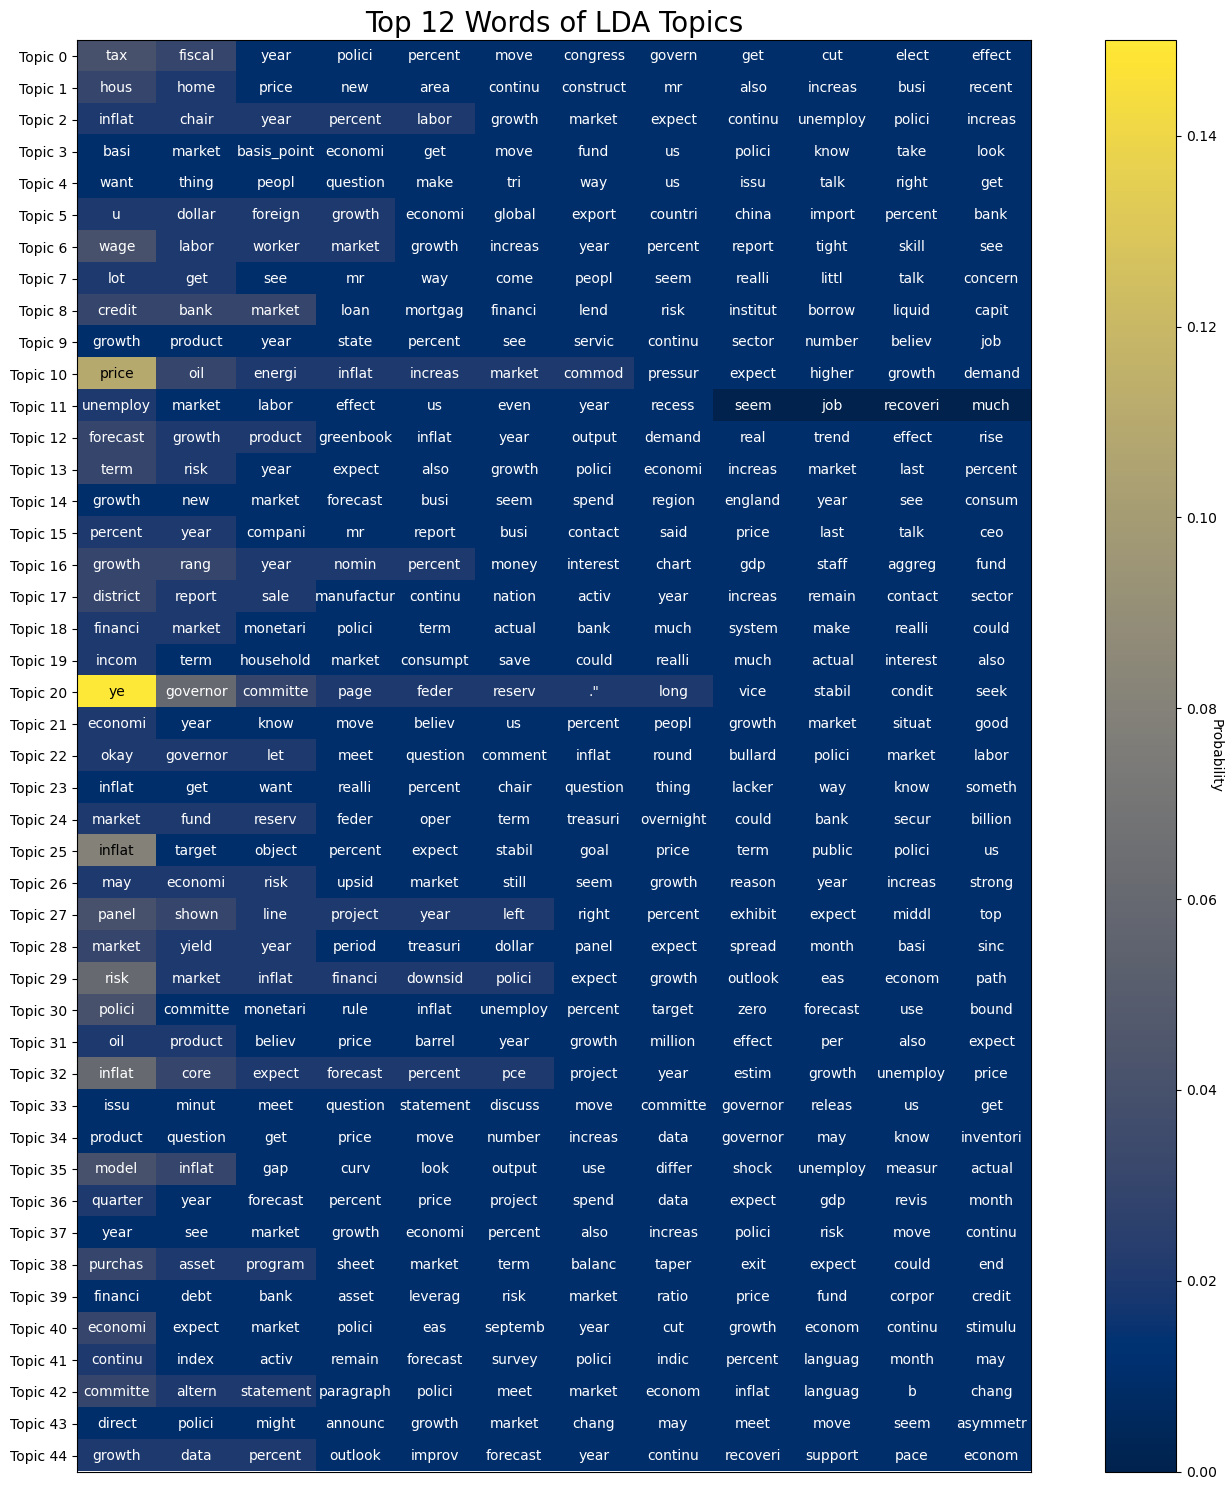 Top 12 Words of LDA Topics
Topic 0 tax fiscal year polici percent move congress govern get cut elect effect
Topic 1 hous home price new area continu construct mr also increas busi recent
Topic 2 inflat chair year percent labor growth market expect continu unemploy polici increas
Topic 3 basi market basis_point economi get move fund us polici know take look
Topic 4 want thing peopl question make tri way us issu talk right get
Topic 5 u dollar foreign growth economi global export countri china import percent bank
Topic 6 wage labor worker market growth increas year percent report tight skill see
Topic 7 lot get see mr way come peopl seem realli littl talk concern
Topic 8 credit bank market loan mortgag financi lend risk institut borrow liquid capit
Topic 9 growth product year state percent see servic continu sector number believ job
Topic 10 price oil energi inflat increas market commod pressur expect higher growth demand
Topic 11 unemploy market labor effect us even year recess seem job recoveri much
Topic 12 forecast growth product greenbook inflat year output demand real trend effect rise
Topic 13 term risk year expect also growth polici economi increas market last percent
Topic 14 growth new market forecast busi seem spend region england year see consum
Topic 15 percent year compani mr report busi contact said price last talk ceo
Topic 16 growth rang year nomin percent money interest chart gdp staff aggreg fund
Topic 17 district report sale manufactur continu nation activ year increas remain contact sector
Topic 18 financi market monetari polici term actual bank much system make realli could
Topic 19 incom term household market consumpt save could realli much actual interest also
Topic 20 ye governor committe page feder reserv ." long vice stabil condit seek
Topic 21 economi year know move believ us percent peopl growth market situat good
Topic 22 okay governor let meet question comment inflat round bullard polici market labor
Topic 23 inflat get want realli percent chair question thing lacker way know someth
Topic 24 market fund reserv feder oper term treasuri overnight could bank secur billion
Topic 25 inflat target object percent expect stabil goal price term public polici us
Topic 26 may economi risk upsid market still seem growth reason year increas strong
Topic 27 panel shown line project year left right percent exhibit expect middl top
Topic 28 market yield year period treasuri dollar panel expect spread month basi sinc
Topic 29 risk market inflat financi downsid polici expect growth outlook eas econom path
Topic 30 polici committe monetari rule inflat unemploy percent target zero forecast use bound
Topic 31 oil product believ price barrel year growth million effect per also expect
Topic 32 inflat core expect forecast percent pce project year estim growth unemploy price
Topic 33 issu minut meet question statement discuss move committe governor releas us get
Topic 34 product question get price move number increas data governor may know inventori
Topic 35 model inflat gap curv look output use differ shock unemploy measur actual
Topic 36 quarter year forecast percent price project spend data expect gdp revis month
Topic 37 year see market growth economi percent also increas polici risk move continu
Topic 38 purchas asset program sheet market term balanc taper exit expect could end
Topic 39 financi debt bank asset leverag risk market ratio price fund corpor credit
Topic 40 economi expect market polici eas septemb year cut growth econom continu stimulu
Topic 41 continu index activ remain forecast survey polici indic percent languag month may
Topic 42 committe altern statement paragraph polici meet market econom inflat languag b chang
Topic 43 direct polici might announc growth market chang may meet move seem asymmetr
Topic 44 growth data percent outlook improv forecast year continu recoveri support pace econom
0.14
0.12
0.10
0.08
0.06
0.04
0.02
0.00
Probability